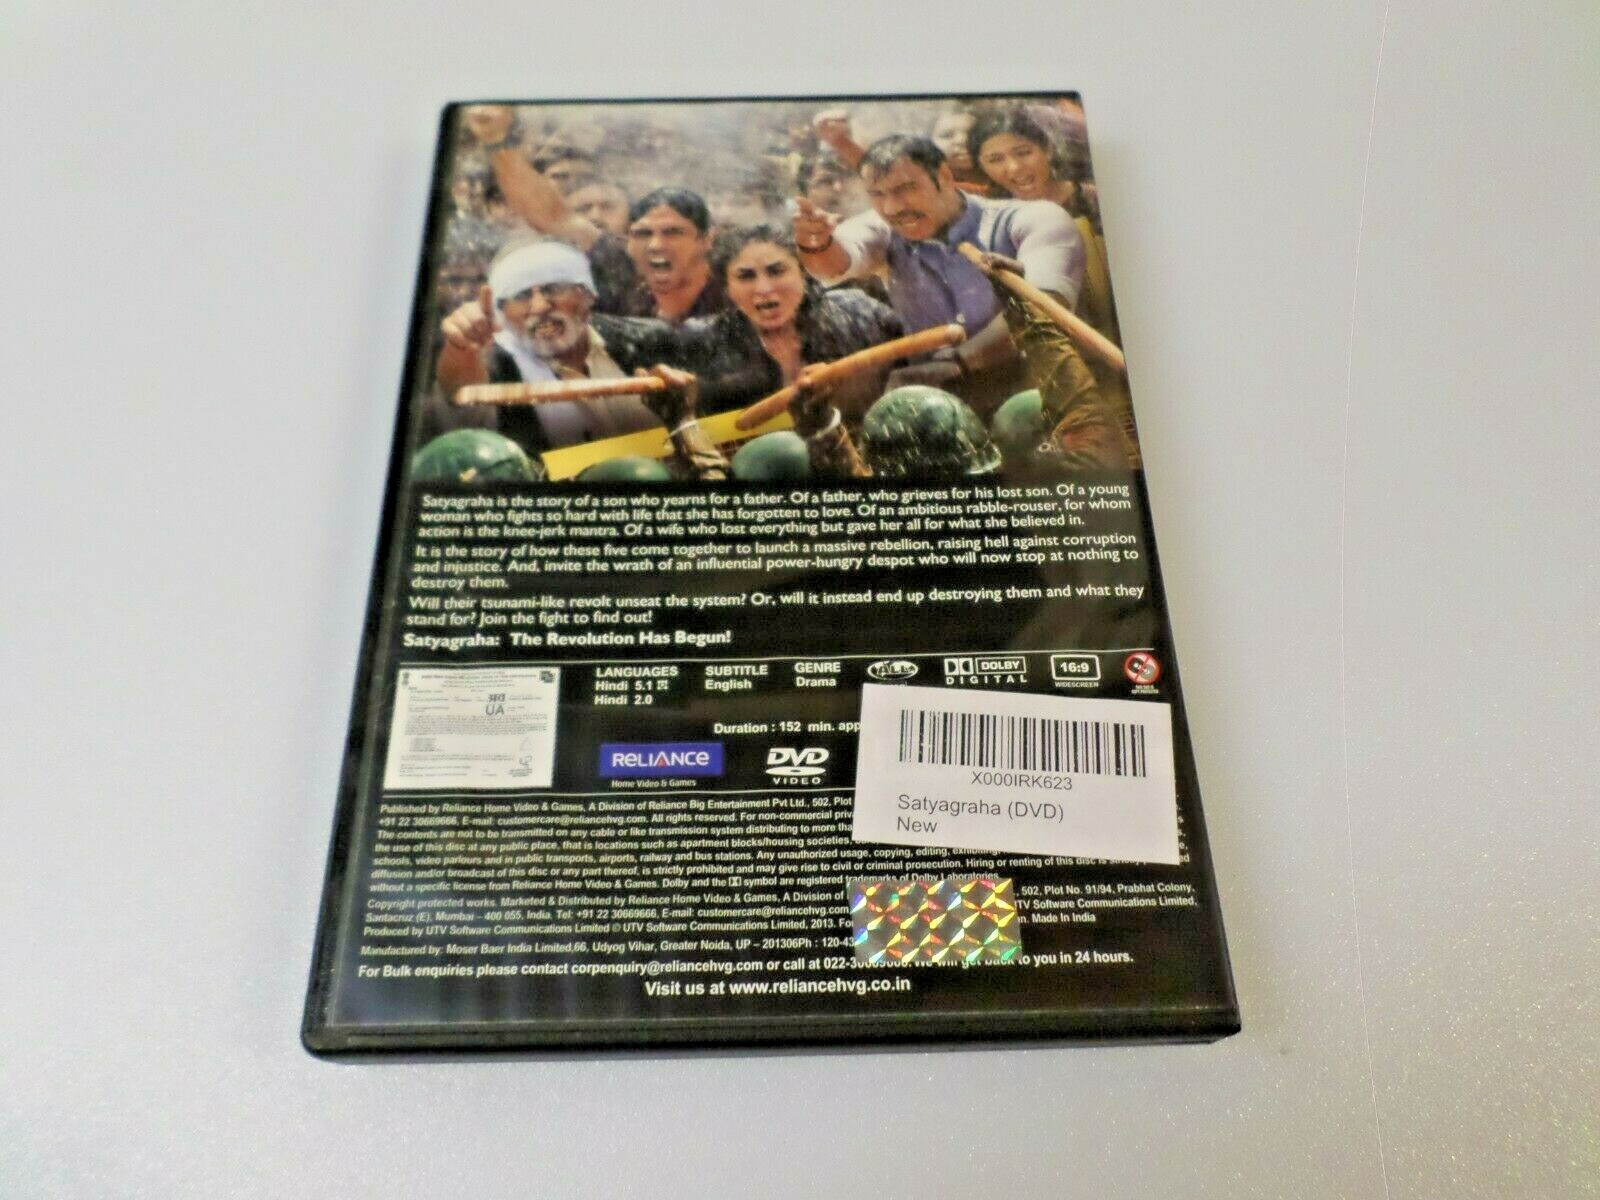 Satyagraha is the story of a son who yearns for a father. Of a father, who grieves for his lost son. Of a young
woman who fights so hard with life that she has forgotten to love. Of an ambitious rabble-rouser, for whom
action is the knee-jerk mantra. Of a wife who lost everything but gave her all for what she believed in.
It is the story of how these five come together to launch a massive rebellion, raising hell against corruption
and injustice. And, invite the wrath of an influential power-hungry despot who will now stop at nothing to
destroy them.
Will their tsunami-like revolt unseat the system? Or, will it instead end up destroying them and what they
stand for? Join the fight to find out!
Satyagraha: The Revolution Has Begun!
अव
UA
LANGUAGES
Hindi 5.1
Hindi 2.0
SUBTITLE
English
GENRE
Drama
ALL
DOLBY
DIGITAL
16:9
WIDESCREEN
Duration : 152 min. app
RELIANCE
Home Video & Games
DVD
VIDEO
X000IRK623
Satyagraha (DVD)
New
Published by Reliance Home Video & Games, A Division of Reliance Big Entertainment Pvt Ltd., 502, Plot
+91 22 30669666, E-mail: customercare@reliancehvg.com. All rights reserved. For non-commercial priv
The contents are not to be transmitted on any cable or like transmission system distributing to more tha
the use of this disc at any public place, that is locations such as apartment blocks/housing societies,
schools, video parlours and in public transports, airports, railway and bus stations. Any unauthorized usage, copying, editing, exhibiting,
diffusion and/or broadcast of this disc or any part thereof, is strictly prohibited and may give rise to civil or criminal prosecution. Hiring or renting of this disc is
without a specific license from Reliance Home Video & Games. Dolby and the symbol are registered trademarks of Dolby Laboratories.
Copyright protected works. Marketed & Distributed by Reliance Home Video & Games, A Division of 502, Plot No. 91/94, Prabhat Colony,
Santacruz (E), Mumbai – 400 055, India. Tel: +91 22 30669666, E-mail: customercare@reliancehvg.com UTV Software Communications Limited,
Produced by UTV Software Communications Limited © UTV Software Communications Limited, 2013. Fo an. Made In India
Manufactured by: Moser Baer India Limited.66, Udyog Vihar, Greater Noida, UP – 201306Ph : 120-43
For Bulk enquiries please contact corpenquiry@reliancehvg.com or call at 022-30669666. We will get back to you in 24 hours.
Visit us at www.reliancehvg.co.in